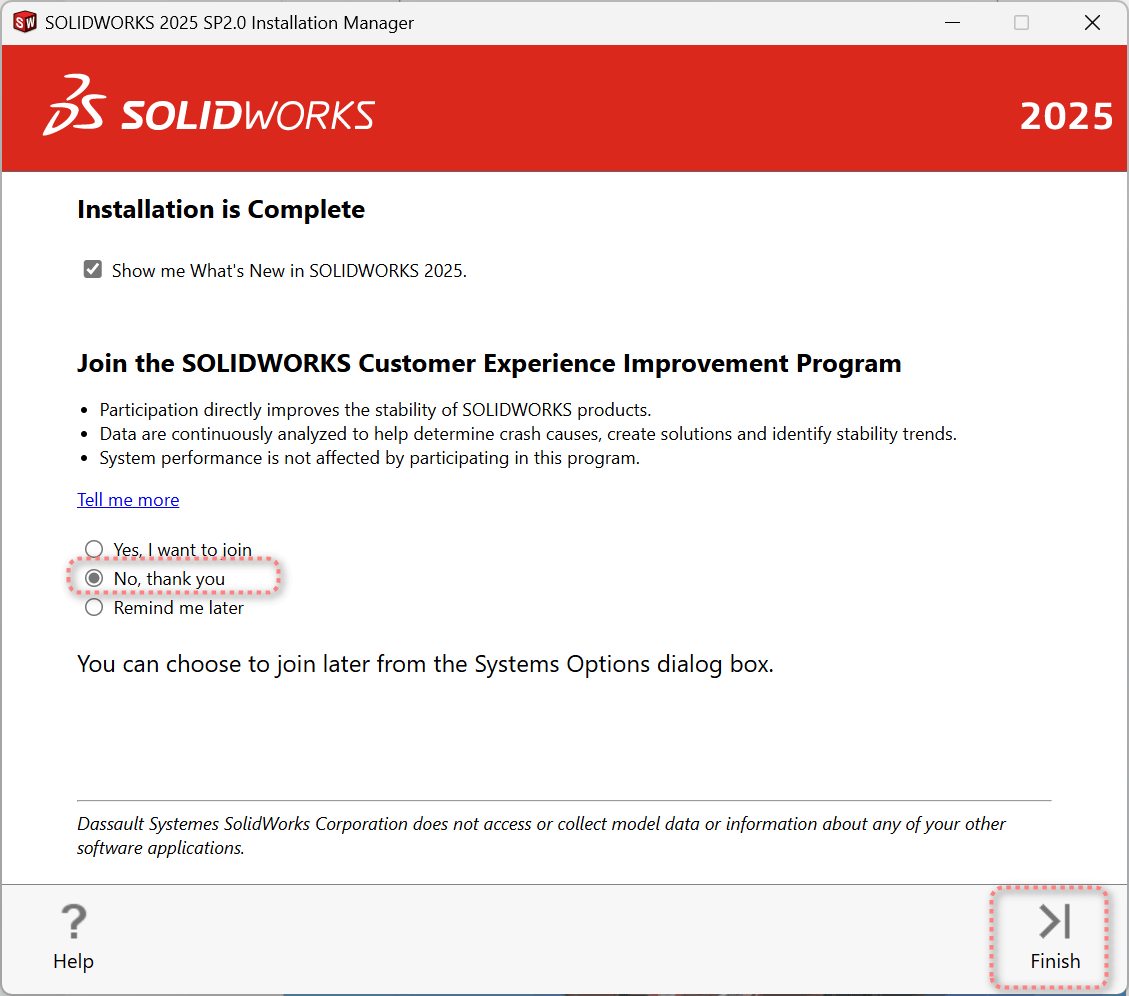 SOLIDWORKS 2025 SP2.0 Installation Manager
SOLIDWORKS
2025
Installation is Complete
Show me What's New in SOLIDWORKS 2025.
Join the SOLIDWORKS Customer Experience Improvement Program
• Participation directly improves the stability of SOLIDWORKS products.
• Data are continuously analyzed to help determine crash causes, create solutions and identify stability trends.
• System performance is not affected by participating in this program.
Tell me more
Yes, I want to join
No, thank you
Remind me later
You can choose to join later from the Systems Options dialog box.
Dassault Systemes SolidWorks Corporation does not access or collect model data or information about any of your other
software applications.
Help
Finish